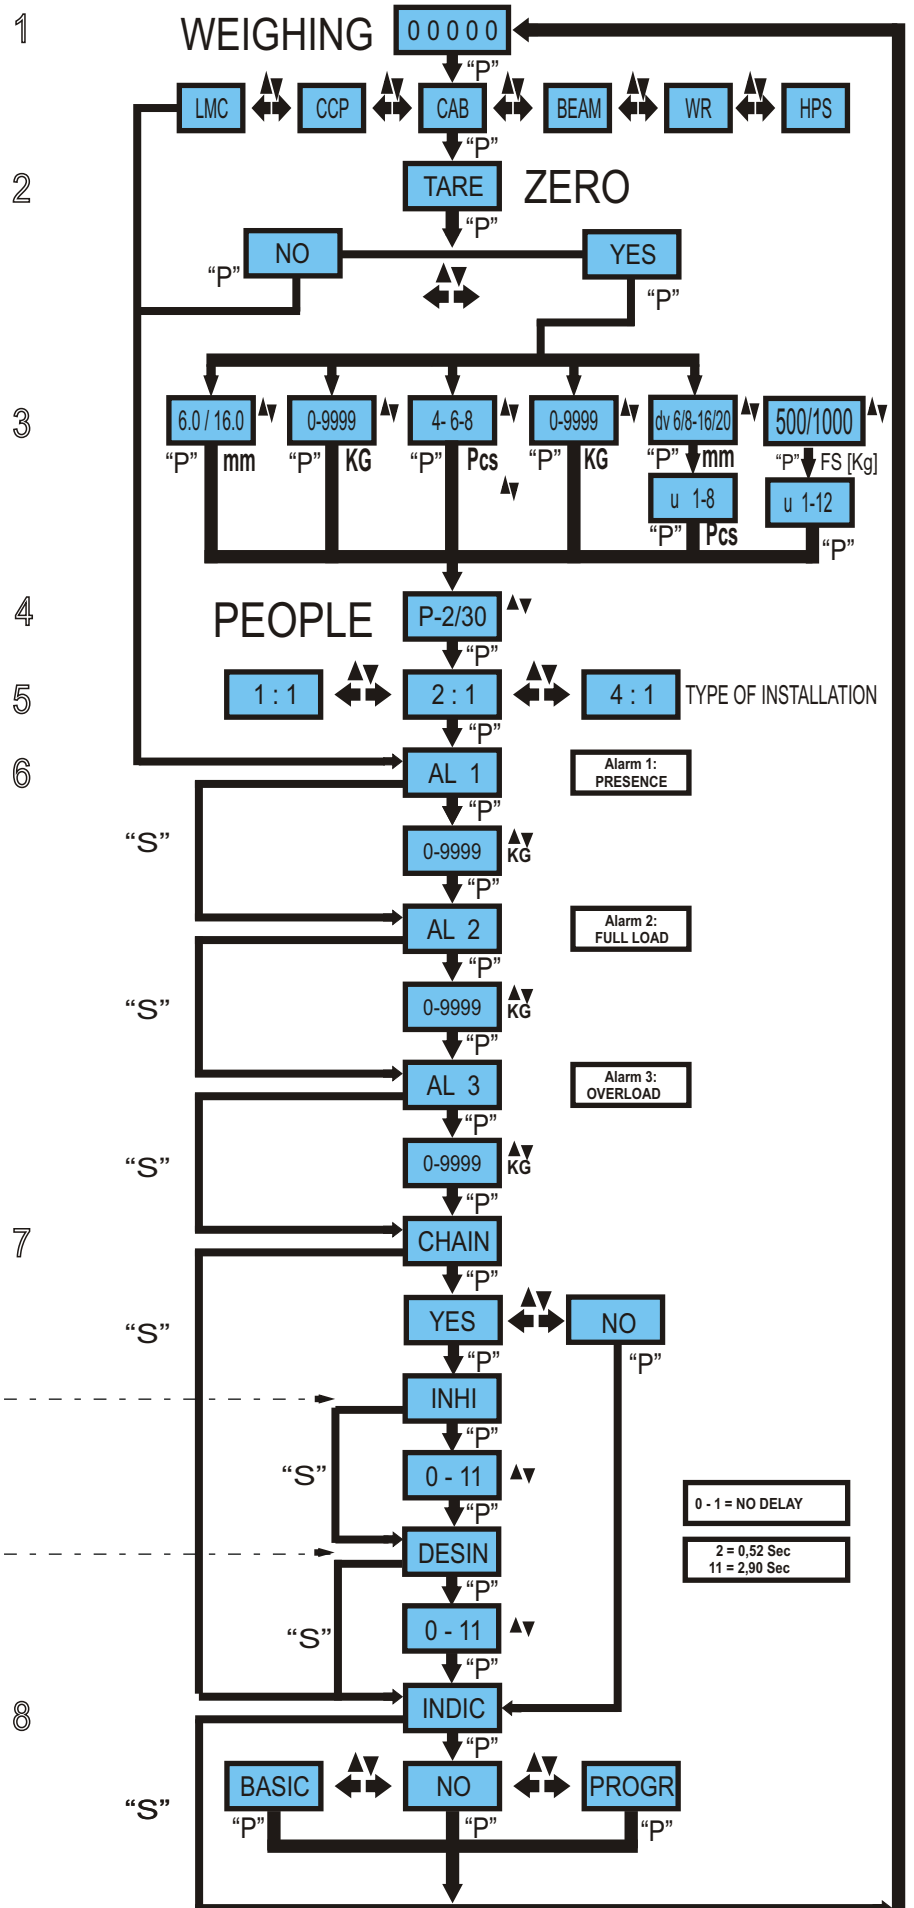 1
WEIGHING 00000
"P"
LMC CCP CAB BEAM WR HPS
"P"
2
TARE ZERO
"P"
NO YES
"P" "P"
3
6.0 / 16.0 0-9999 4- 6-8 0-9999 dv 6/8-16/20 500/1000
"P" mm "P" KG "P" Pcs "P" KG "P" mm "P" FS [Kg]
u 1-8 u 1-12
"P" Pcs "P"
4
PEOPLE P-2/30
"P"
5
1 : 1 2 : 1 4 : 1 TYPE OF INSTALLATION
"P"
6
AL 1
Alarm 1:
PRESENCE
"P"
"S"
0-9999 KG
"P"
AL 2
Alarm 2:
FULL LOAD
"P"
"S"
0-9999 KG
"P"
AL 3
Alarm 3:
OVERLOAD
"P"
"S"
0-9999 KG
"P"
7
CHAIN
"P"
"S"
YES NO
"P" "P"
INHI
"P"
"S"
0 - 11
0 - 1 = NO DELAY
"P"
DESIN
2 = 0,52 Sec
11 = 2,90 Sec
"P"
"S"
0 - 11
"P"
8
INDIC
"P"
BASIC NO PROGR
"S"
"P" "P" "P"